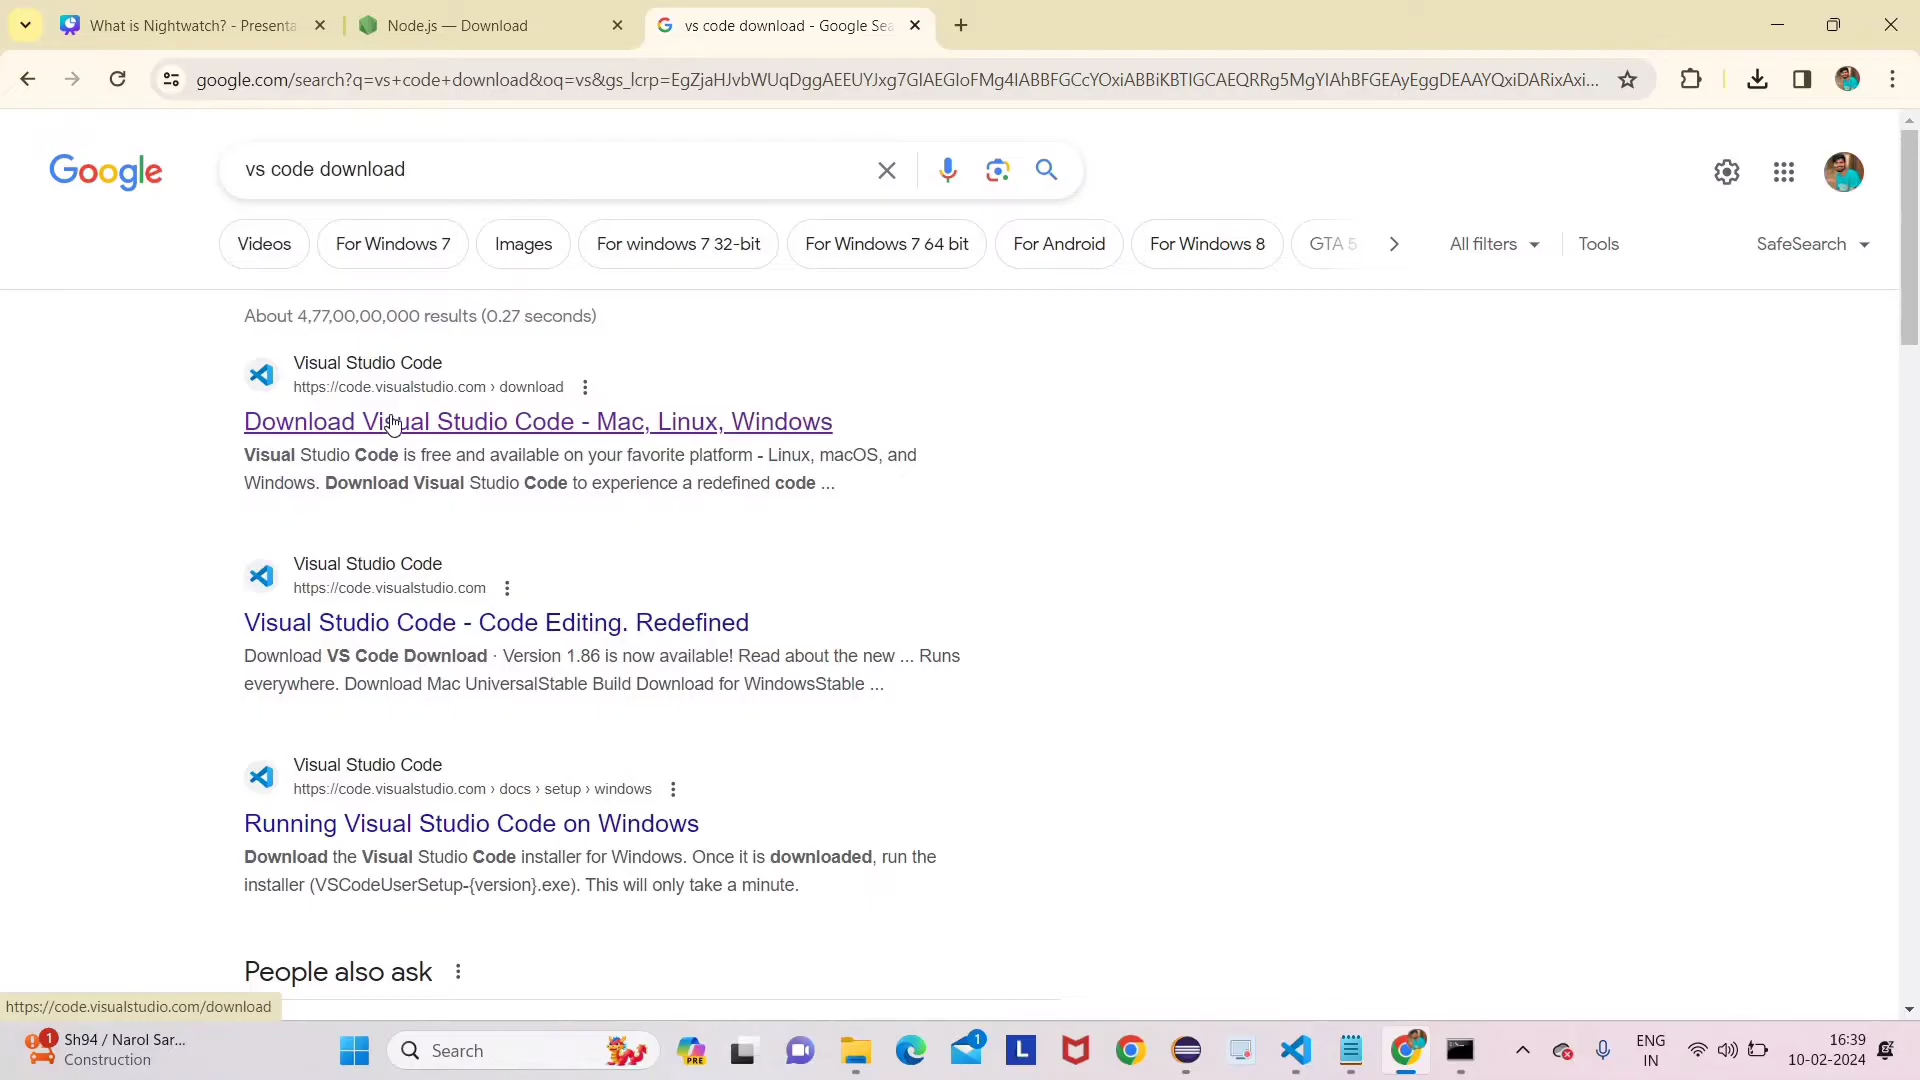 What is Nightwatch? - Presenta
Node.js — Download
vs code download - Google Sea
google.com/search?q=vs+code+download&oq=vs&gs_lcrp=EgZjaHJvbWUqDggAEEUYJxg7GIAEGIoFMg4IABBFGCcYOxiABBiKBTIGCAEQRRg5MgYIAhBFGEAyEggDEAAYQxiDARixAxi...
Google
vs code download
Videos
For Windows 7
Images
For windows 7 32-bit
For Windows 7 64 bit
For Android
For Windows 8
GTA 5
All filters
Tools
SafeSearch
About 4,77,00,00,000 results (0.27 seconds)
Visual Studio Code
https://code.visualstudio.com › download
Download Visual Studio Code - Mac, Linux, Windows
Visual Studio Code is free and available on your favorite platform - Linux, macOS, and
Windows. Download Visual Studio Code to experience a redefined code ...
Visual Studio Code
https://code.visualstudio.com
Visual Studio Code - Code Editing. Redefined
Download VS Code Download · Version 1.86 is now available! Read about the new ... Runs
everywhere. Download Mac UniversalStable Build Download for WindowsStable ...
Visual Studio Code
https://code.visualstudio.com › docs › setup › windows
Running Visual Studio Code on Windows
Download the Visual Studio Code installer for Windows. Once it is downloaded, run the
installer (VSCodeUserSetup-{version}.exe). This will only take a minute.
People also ask
https://code.visualstudio.com/download
1
Sh94 / Narol Sar...
Construction
Search
PRE
1
L
ENG
IN
16:39
10-02-2024